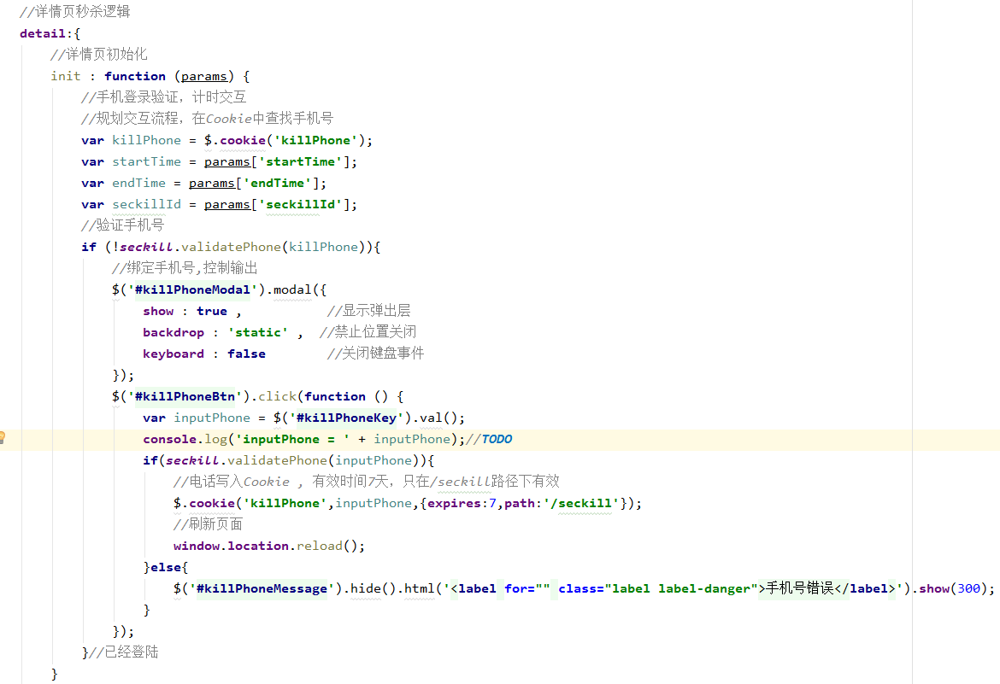 //详情页秒杀逻辑
detail:{
    //详情页初始化
    init : function (params) {
        //手机登录验证，计时交互
        //规划交互流程，在Cookie中查找手机号
        var killPhone = $.cookie('killPhone');
        var startTime = params['startTime'];
        var endTime = params['endTime'];
        var seckillId = params['seckillId'];
        //验证手机号
        if (!seckill.validatePhone(killPhone)){
            //绑定手机号,控制输出
            $('#killPhoneModal').modal({
                show : true ,           //显示弹出层
                backdrop : 'static' ,  //禁止位置关闭
                keyboard : false        //关闭键盘事件
            });
            $('#killPhoneBtn').click(function () {
                var inputPhone = $('#killPhoneKey').val();
                console.log('inputPhone = ' + inputPhone);//TODO
                if(seckill.validatePhone(inputPhone)){
                    //电话写入Cookie ，有效时间7天，只在/seckill路径下有效
                    $.cookie('killPhone',inputPhone,{expires:7,path:'/seckill'});
                    //刷新页面
                    window.location.reload();
                }else{
                    $('#killPhoneMessage').hide().html('<label for="" class="label label-danger">手机号错误</label>').show(300);
                }
            });
        }//已经登陆
    }